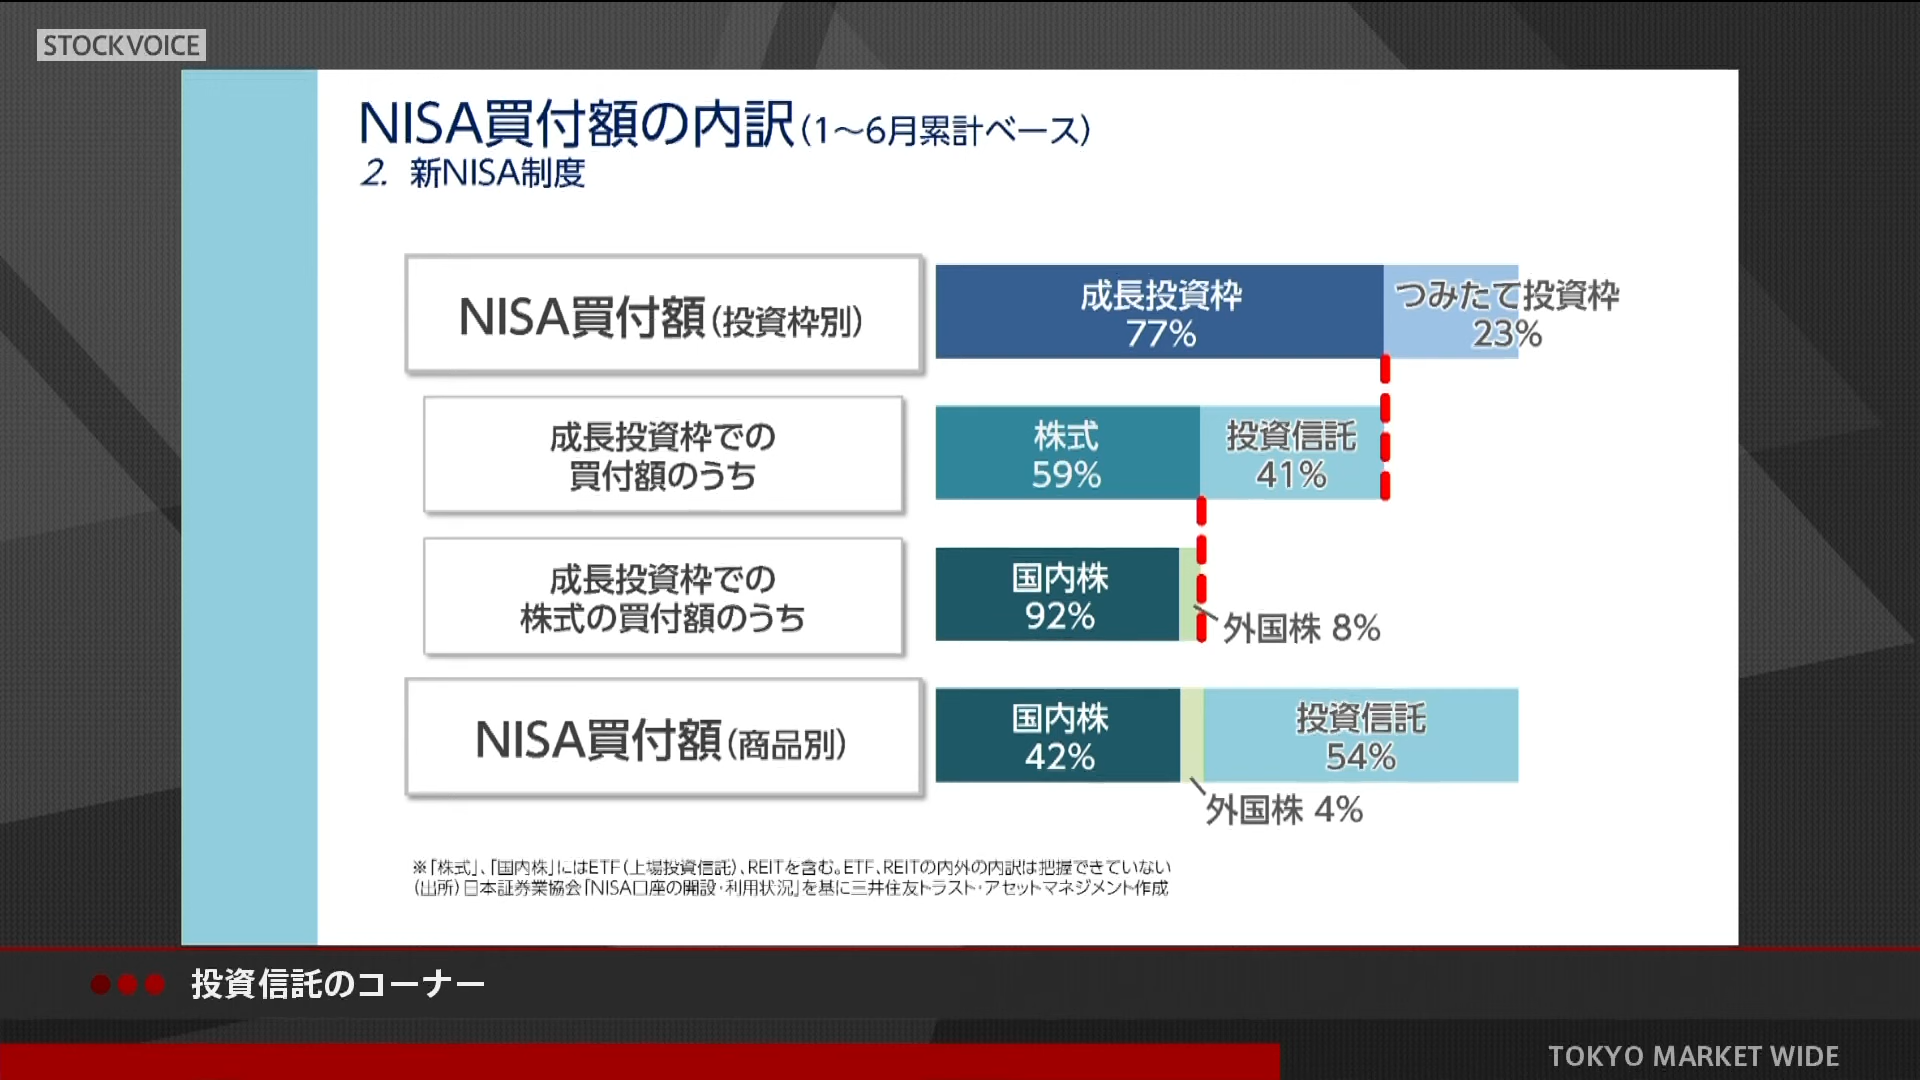 STOCKVOICE
NISA買付額の内訳(1～6月累計ベース)
2. 新NISA制度
NISA買付額(投資枠別)
成長投資枠
77%
つみたて投資枠
23%
成長投資枠での
買付額のうち
株式
59%
投資信託
41%
成長投資枠での
株式の買付額のうち
国内株
92%
外国株 8%
NISA買付額(商品別)
国内株
42%
投資信託
54%
外国株 4%
※「株式」、「国内株」にはETF(上場投資信託)、REITを含む。ETF、REITの内外の内訳は把握できていない
(出所)日本証券業協会「NISA口座の開設・利用状況」を基に三井住友トラスト・アセットマネジメント作成
投資信託のコーナー
TOKYO MARKET WIDE